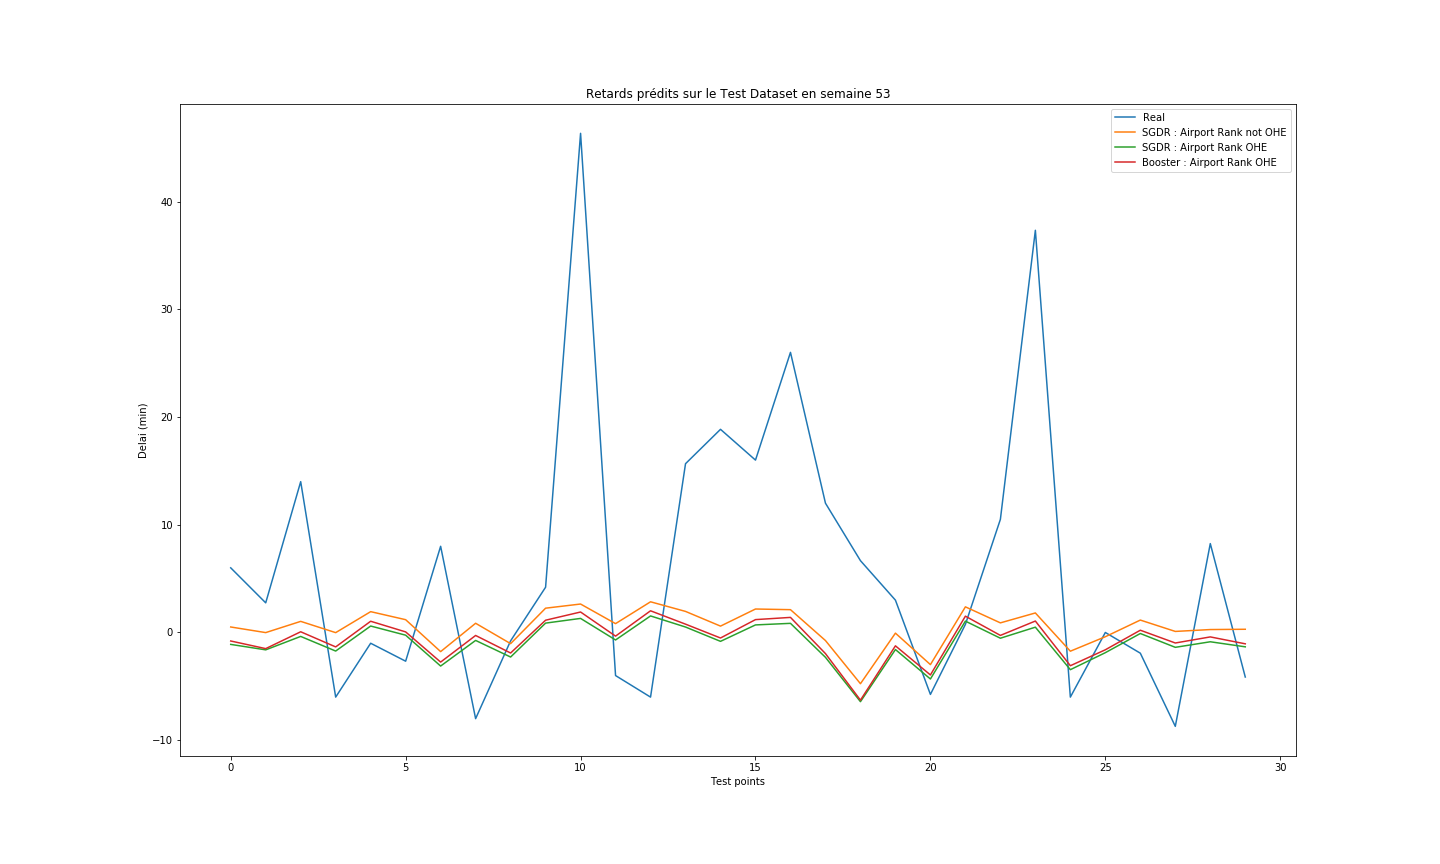 Retards prédits sur le Test Dataset en semaine 53
Real
SGDR : Airport Rank not OHE
SGDR : Airport Rank OHE
Booster : Airport Rank OHE
40
30
20
10
0
−10
Delai (min)
0 5 10 15 20 25 30
Test points